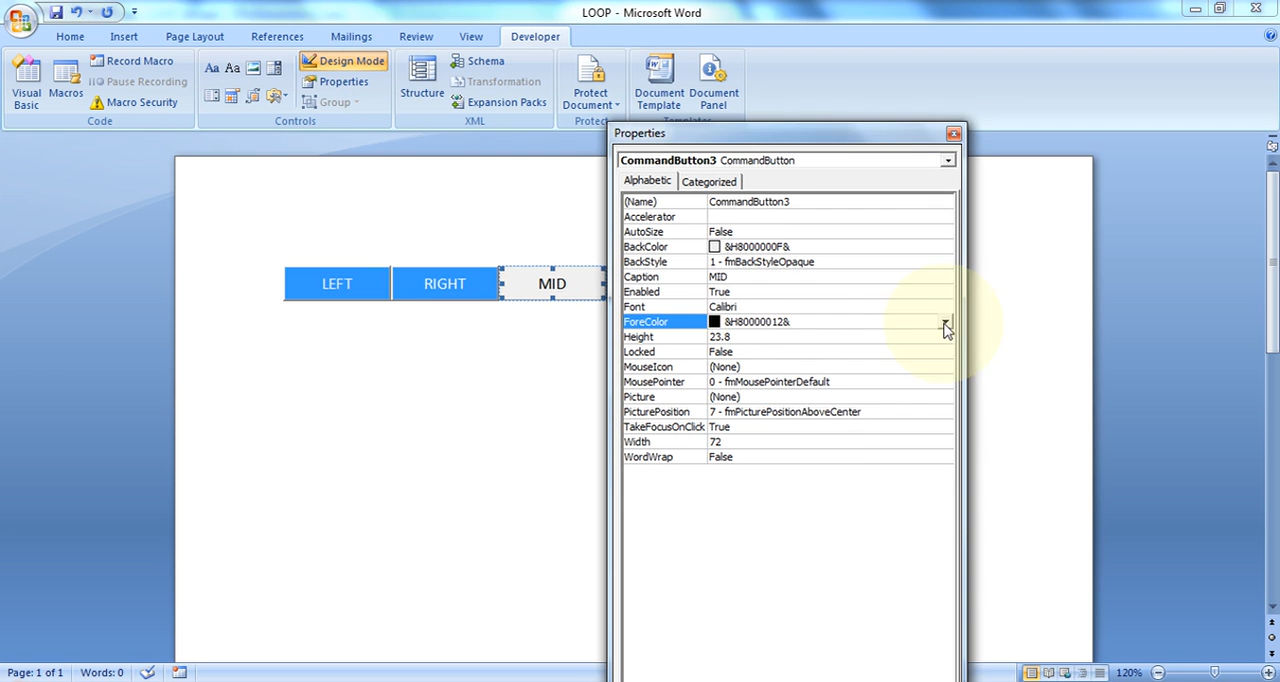 LOOP - Microsoft Word
Home Insert Page Layout References Mailings Review View Developer
Visual Basic
Macros
Record Macro
Pause Recording
Macro Security
Code
Aa Aa
Design Mode
Properties
Group
Controls
Structure
Schema
Transformation
Expansion Packs
XML
Protect Document
Protect
Document Template
Document Panel
Templates
Properties
CommandButton3 CommandButton
Alphabetic Categorized
(Name) CommandButton3
Accelerator
AutoSize False
BackColor &H8000000F&
BackStyle 1 - fmBackStyleOpaque
Caption MID
Enabled True
Font Calibri
ForeColor &H80000012&
Height 23.8
Locked False
MouseIcon (None)
MousePointer 0 - fmMousePointerDefault
Picture (None)
PicturePosition 7 - fmPicturePositionAboveCenter
TakeFocusOnClick True
Width 72
WordWrap False
LEFT RIGHT MID
Page: 1 of 1 Words: 0 120%